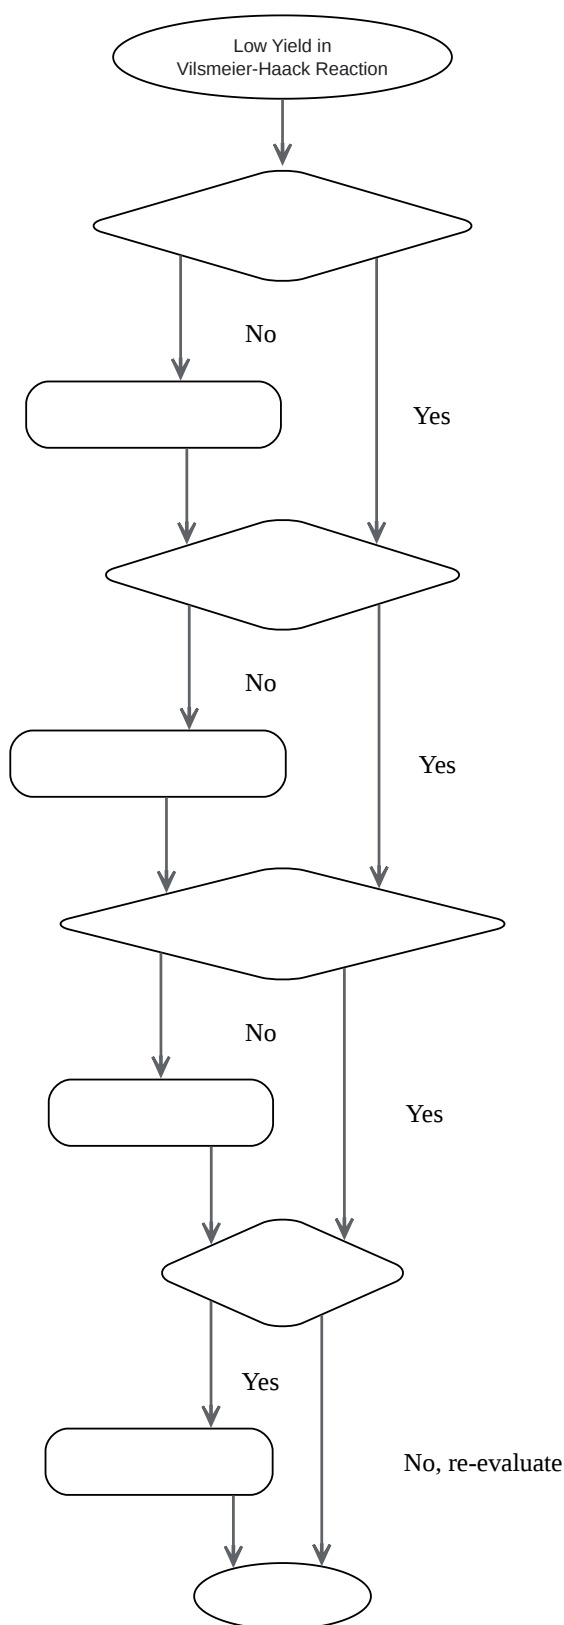 Low Yield in
Vilsmeier-Haack Reaction
No
Yes
No
Yes
No
Yes
Yes
No, re-evaluate